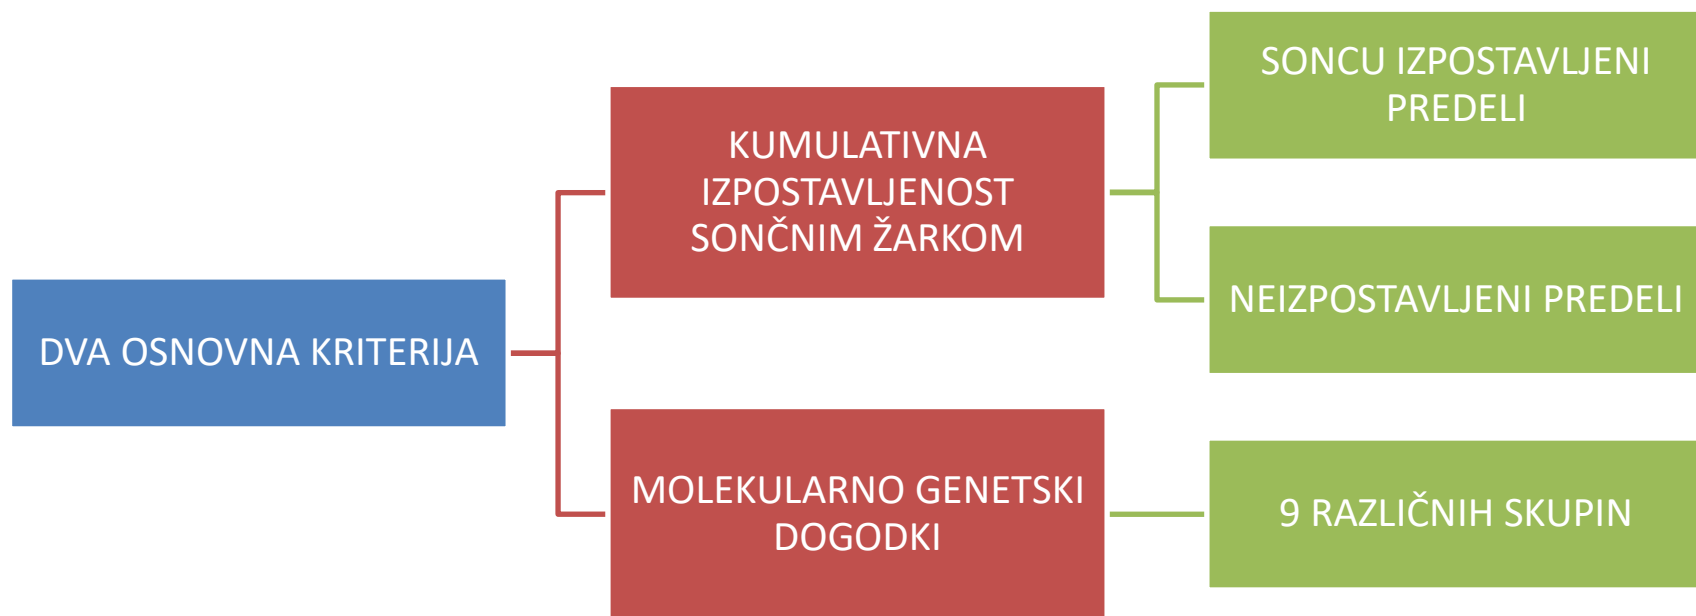 DVA OSNOVNA KRITERIJA
KUMULATIVNA
IZPOSTAVLJENOST
SONČNIM ŽARKOM
SONCU IZPOSTAVLJENI
PREDELI
NEIZPOSTAVLJENI PREDELI
MOLEKULARNO GENETSKI
DOGODKI
9 RAZLIČNIH SKUPIN